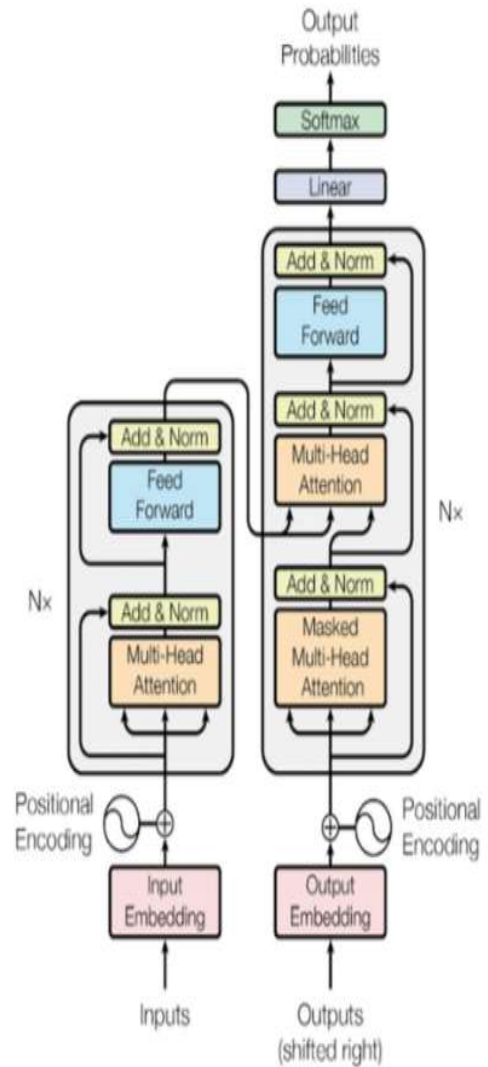 Output
Probabilities
Softmax
Linear
Add & Norm
Feed
Forward
Add & Norm
Multi-Head
Attention
Nx
Add & Norm
Masked
Multi-Head
Attention
Add & Norm
Feed
Forward
Nx
Add & Norm
Multi-Head
Attention
Positional
Encoding
Positional
Encoding
Input
Embedding
Output
Embedding
Inputs
Outputs
(shifted right)